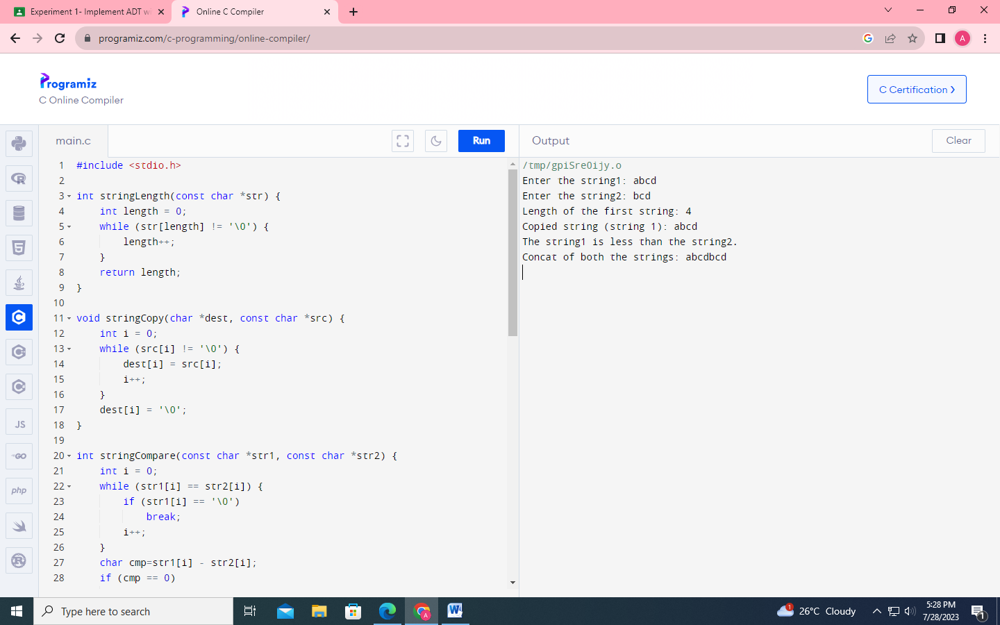 Experiment 1- Implement ADT w
Online C Compiler
programiz.com/c-programming/online-compiler/
A
Programiz
C Online Compiler
C Certification ❯
main.c
Run
Output
Clear
JS
GO
php
1 #include <stdio.h>
2
3 int stringLength(const char *str) {
4     int length = 0;
5     while (str[length] != '\0') {
6         length++;
7     }
8     return length;
9 }
10
11 void stringCopy(char *dest, const char *src) {
12     int i = 0;
13     while (src[i] != '\0') {
14         dest[i] = src[i];
15         i++;
16     }
17     dest[i] = '\0';
18 }
19
20 int stringCompare(const char *str1, const char *str2) {
21     int i = 0;
22     while (str1[i] == str2[i]) {
23         if (str1[i] == '\0')
24             break;
25         i++;
26     }
27     char cmp=str1[i] - str2[i];
28     if (cmp == 0)
/tmp/gpiSreOijy.o
Enter the string1: abcd
Enter the string2: bcd
Length of the first string: 4
Copied string (string 1): abcd
The string1 is less than the string2.
Concat of both the strings: abcdbcd
Type here to search
A
W
1
26°C Cloudy
5:28 PM
7/28/2023
1